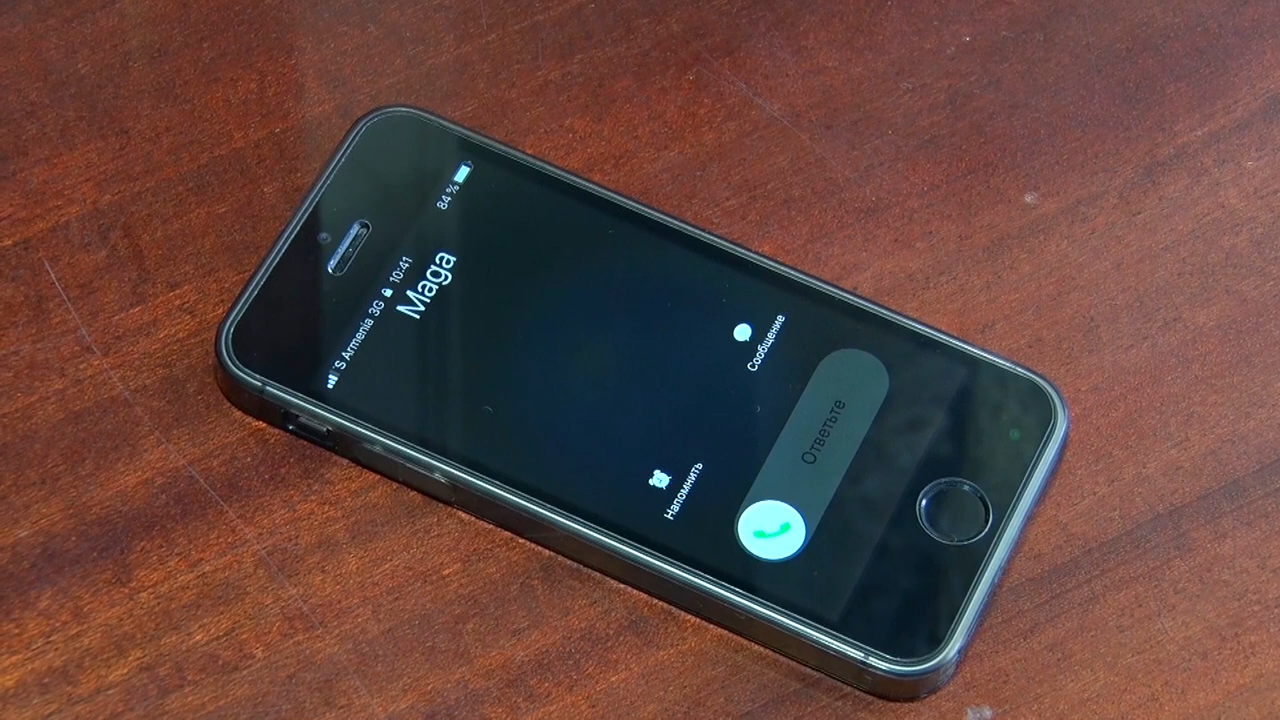 'S Armenia 3G 10:41 84 %
Maga
Напомнить
Сообщение
Ответьте